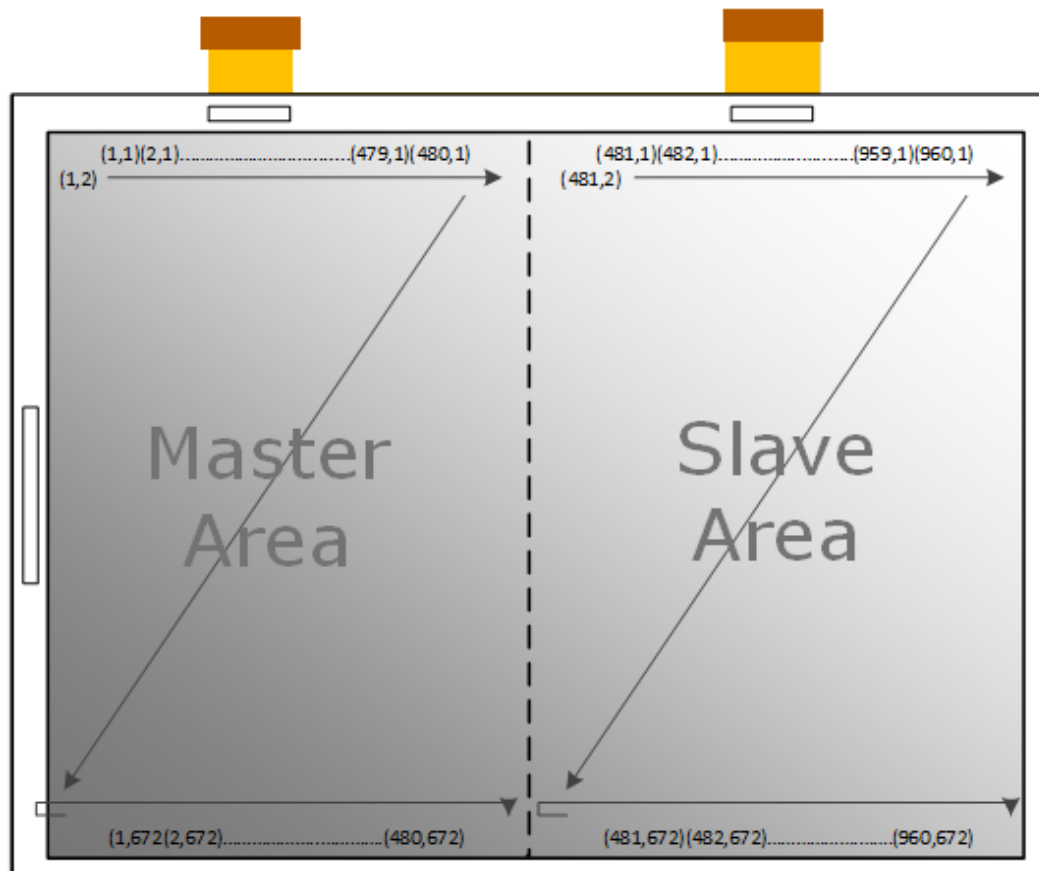 (1,1)(2,1)......................................(479,1)(480,1)
(1,2)
(481,1)(482,1)..............................(959,1)(960,1)
(481,2)
Master
Area
Slave
Area
(1,672(2,672)....................................(480,672)
(481,672)(482,672)............................(960,672)